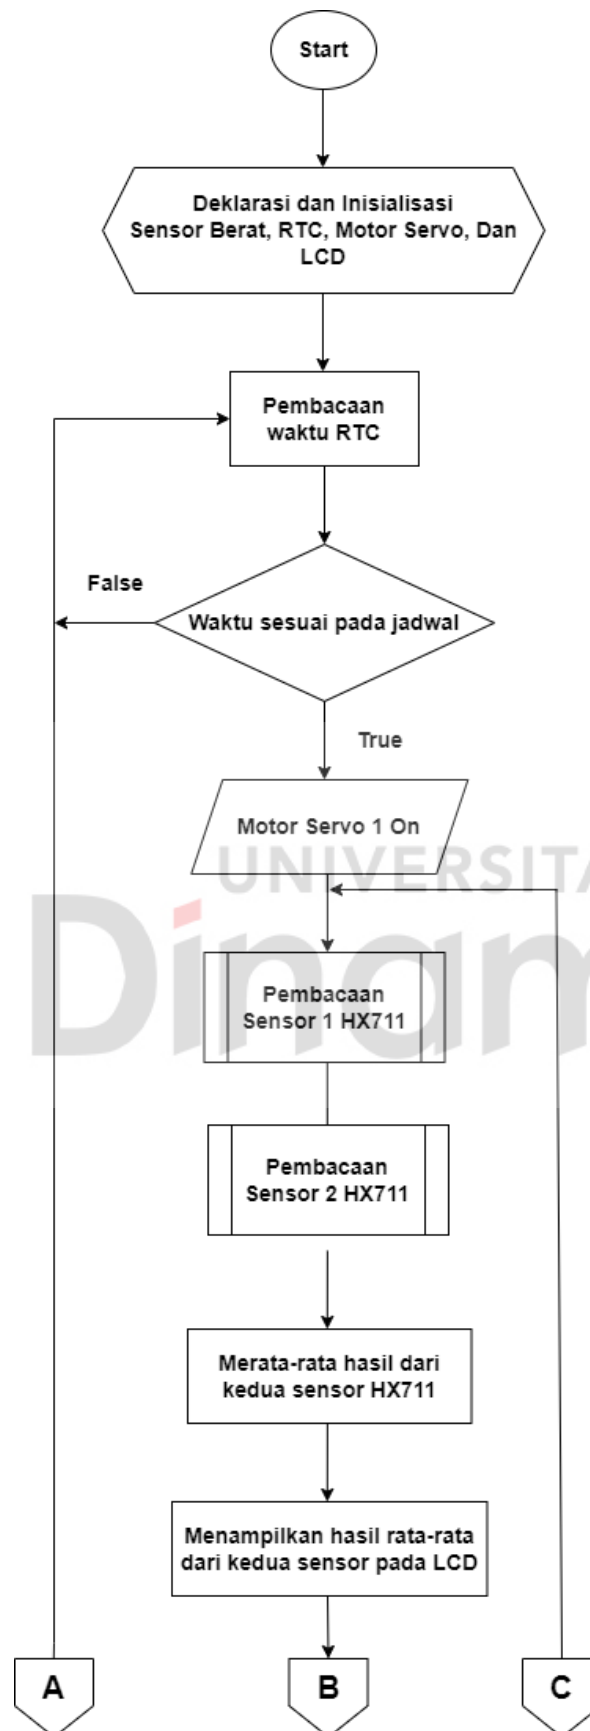 Start
Deklarasi dan Inisialisasi
Sensor Berat, RTC, Motor Servo, Dan
LCD
Pembacaan
waktu RTC
False
Waktu sesuai pada jadwal
True
Motor Servo 1 On
UNIVERSITA
Dinam
Pembacaan
Sensor 1 HX711
Pembacaan
Sensor 2 HX711
Merata-rata hasil dari
kedua sensor HX711
Menampilkan hasil rata-rata
dari kedua sensor pada LCD
A
B
C